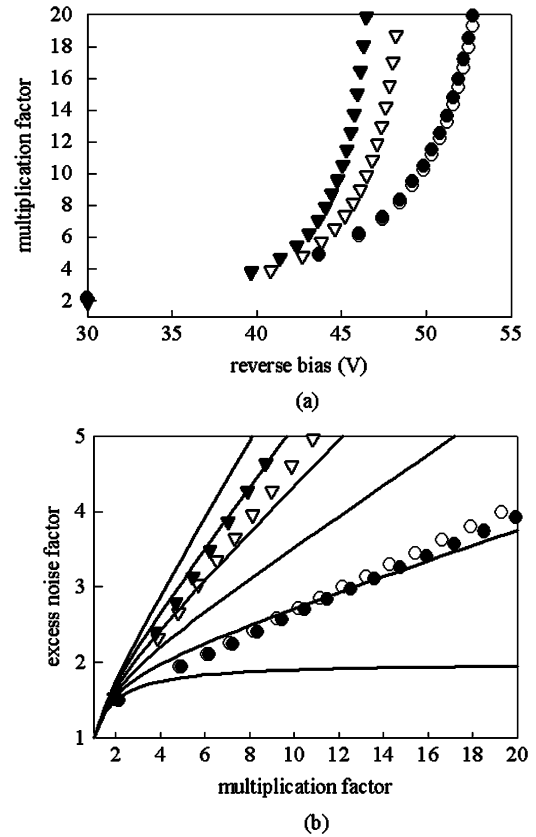 20
18
16
14
12
10
8
6
4
2
multiplication factor
30 35 40 45 50 55
reverse bias (V)
(a)
5
4
3
2
1
excess noise factor
2 4 6 8 10 12 14 16 18 20
multiplication factor
(b)